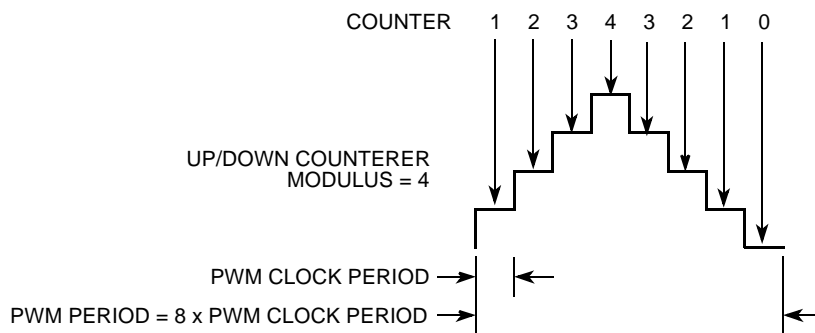 COUNTER 1 2 3 4 3 2 1 0
UP/DOWN COUNTERER
MODULUS = 4
PWM CLOCK PERIOD
PWM PERIOD = 8 x PWM CLOCK PERIOD